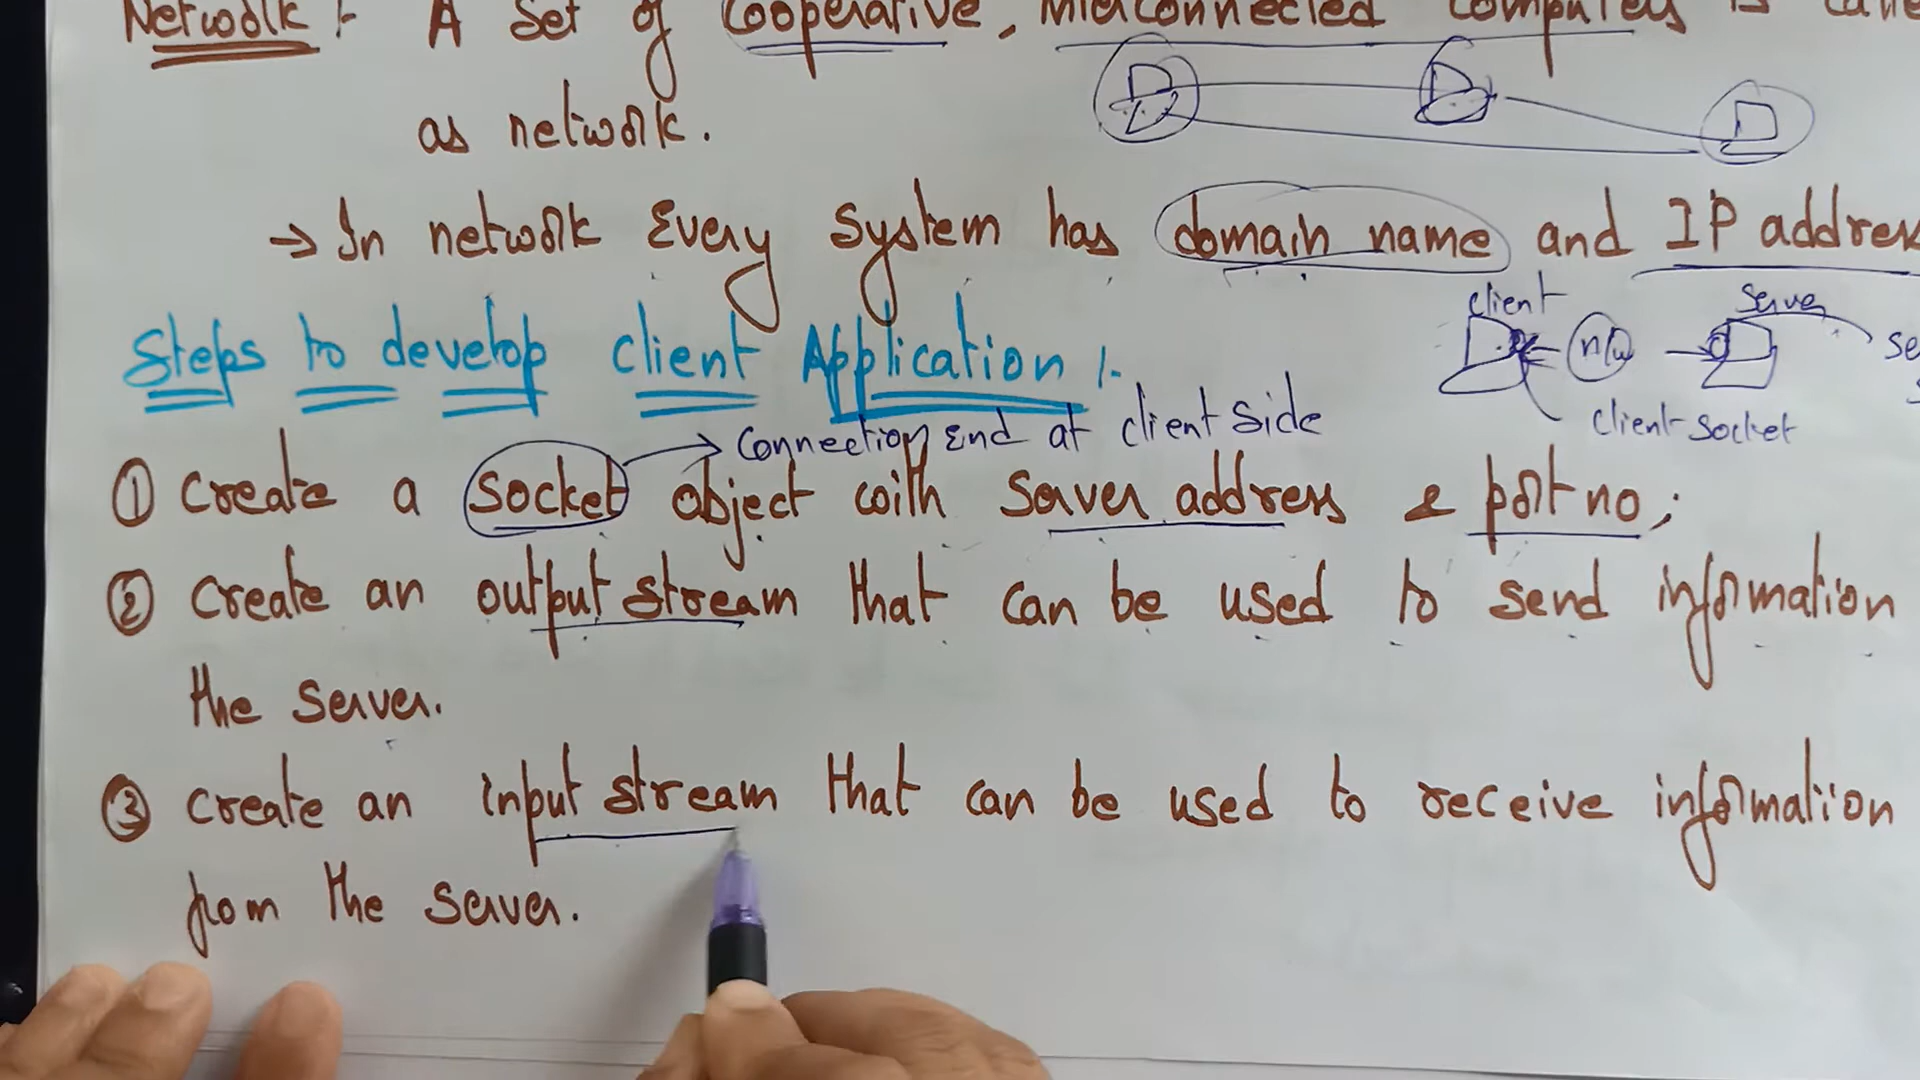 Network :- A set of cooperative, interconnected computers is
as network.
→ In network Every system has domain name and IP address
Steps to develop client Application :-
client
n/w
server
client socket
→ connection End at client side
① create a socket object with server address & port no;
② create an output stream that can be used to send information
the server.
③ create an input stream that can be used to receive information
from the server.